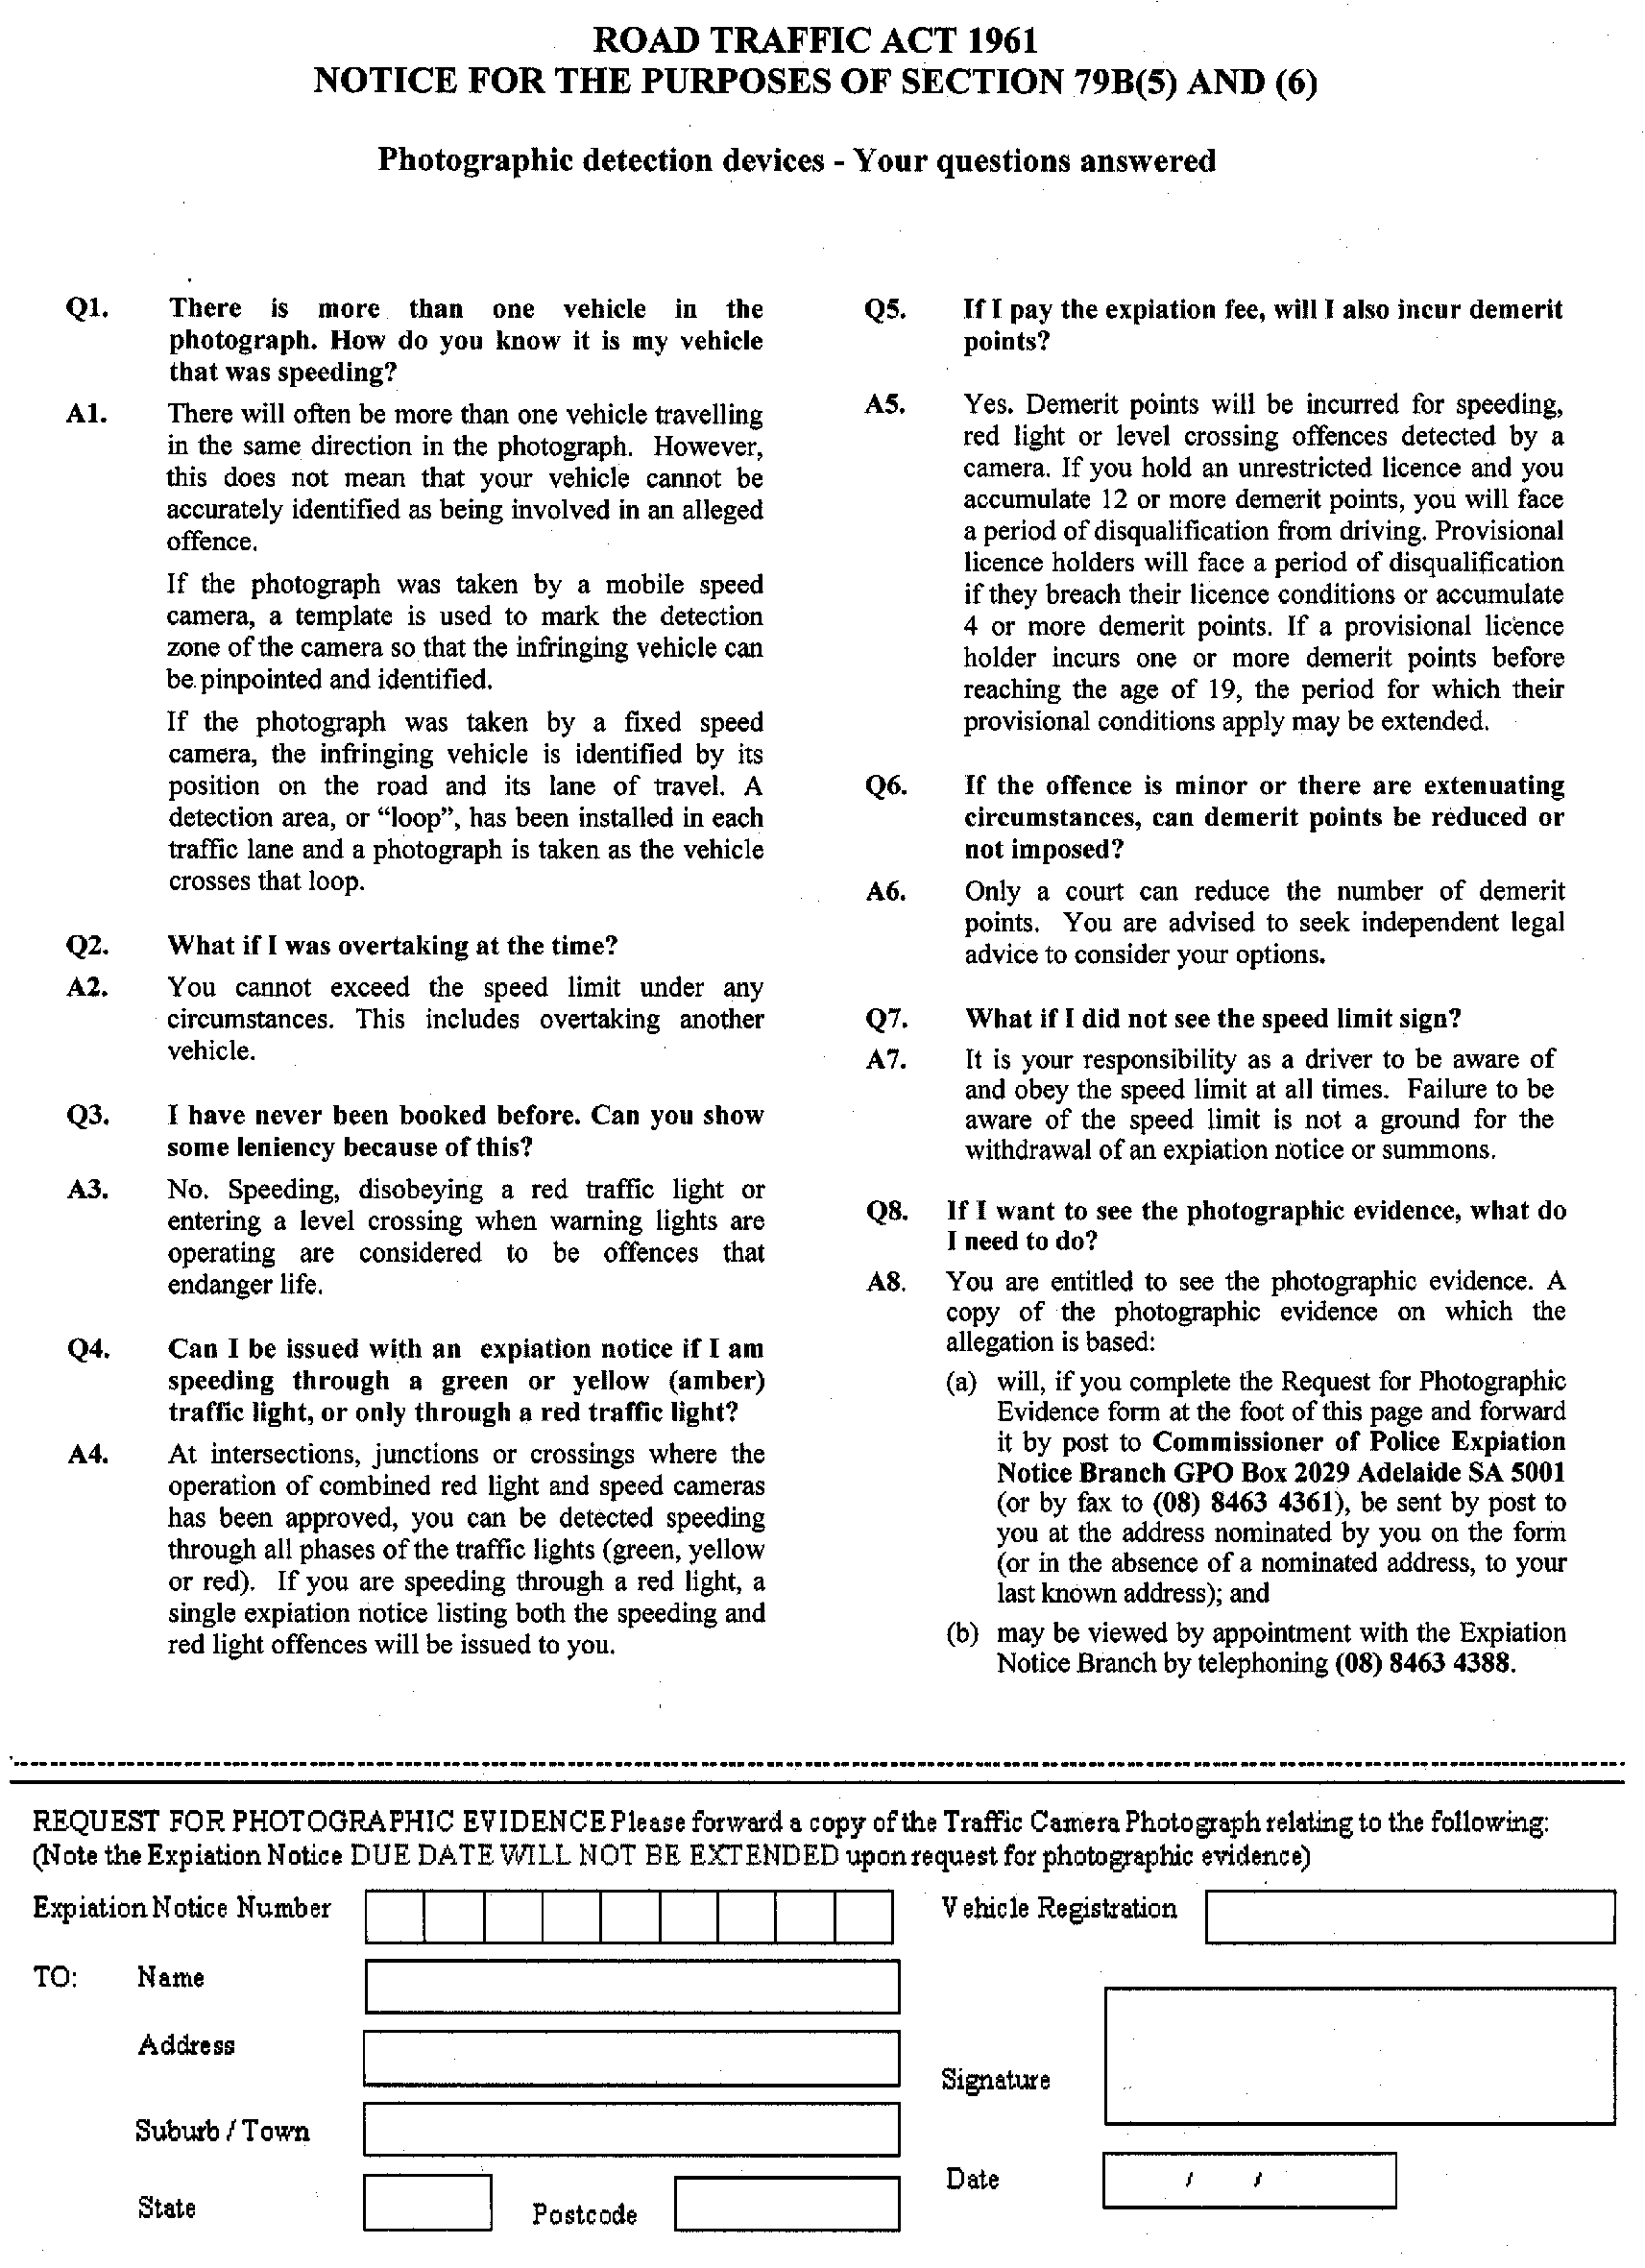 ROAD TRAFFIC ACT 1961
NOTICE FOR THE PURPOSES OF SECTION 79B(5) AND (6)
Photographic detection devices - Your questions answered
Q1. There is more than one vehicle in the
photograph. How do you know it is my vehicle
that was speeding?
A1. There will often be more than one vehicle travelling
in the same direction in the photograph. However,
this does not mean that your vehicle cannot be
accurately identified as being involved in an alleged
offence.
If the photograph was taken by a mobile speed
camera, a template is used to mark the detection
zone of the camera so that the infringing vehicle can
be pinpointed and identified.
If the photograph was taken by a fixed speed
camera, the infringing vehicle is identified by its
position on the road and its lane of travel. A
detection area, or “loop”, has been installed in each
traffic lane and a photograph is taken as the vehicle
crosses that loop.
Q2. What if I was overtaking at the time?
A2. You cannot exceed the speed limit under any
circumstances. This includes overtaking another
vehicle.
Q3. I have never been booked before. Can you show
some leniency because of this?
A3. No. Speeding, disobeying a red traffic light or
entering a level crossing when warning lights are
operating are considered to be offences that
endanger life.
Q4. Can I be issued with an expiation notice if I am
speeding through a green or yellow (amber)
traffic light, or only through a red traffic light?
A4. At intersections, junctions or crossings where the
operation of combined red light and speed cameras
has been approved, you can be detected speeding
through all phases of the traffic lights (green, yellow
or red). If you are speeding through a red light, a
single expiation notice listing both the speeding and
red light offences will be issued to you.
Q5. If I pay the expiation fee, will I also incur demerit
points?
A5. Yes. Demerit points will be incurred for speeding,
red light or level crossing offences detected by a
camera. If you hold an unrestricted licence and you
accumulate 12 or more demerit points, you will face
a period of disqualification from driving. Provisional
licence holders will face a period of disqualification
if they breach their licence conditions or accumulate
4 or more demerit points. If a provisional licence
holder incurs one or more demerit points before
reaching the age of 19, the period for which their
provisional conditions apply may be extended.
Q6. If the offence is minor or there are extenuating
circumstances, can demerit points be reduced or
not imposed?
A6. Only a court can reduce the number of demerit
points. You are advised to seek independent legal
advice to consider your options.
Q7. What if I did not see the speed limit sign?
A7. It is your responsibility as a driver to be aware of
and obey the speed limit at all times. Failure to be
aware of the speed limit is not a ground for the
withdrawal of an expiation notice or summons.
Q8. If I want to see the photographic evidence, what do
I need to do?
A8. You are entitled to see the photographic evidence. A
copy of the photographic evidence on which the
allegation is based:
(a) will, if you complete the Request for Photographic
Evidence form at the foot of this page and forward
it by post to Commissioner of Police Expiation
Notice Branch GPO Box 2029 Adelaide SA 5001
(or by fax to (08) 8463 4361), be sent by post to
you at the address nominated by you on the form
(or in the absence of a nominated address, to your
last known address); and
(b) may be viewed by appointment with the Expiation
Notice Branch by telephoning (08) 8463 4388.
REQUEST FOR PHOTOGRAPHIC EVIDENCE Please forward a copy of the Traffic Camera Photograph relating to the following:
(Note the Expiation Notice DUE DATE WILL NOT BE EXTENDED upon request for photographic evidence)
Expiation Notice Number Vehicle Registration
TO: Name
Address
Signature
Suburb / Town
Date / /
State Postcode